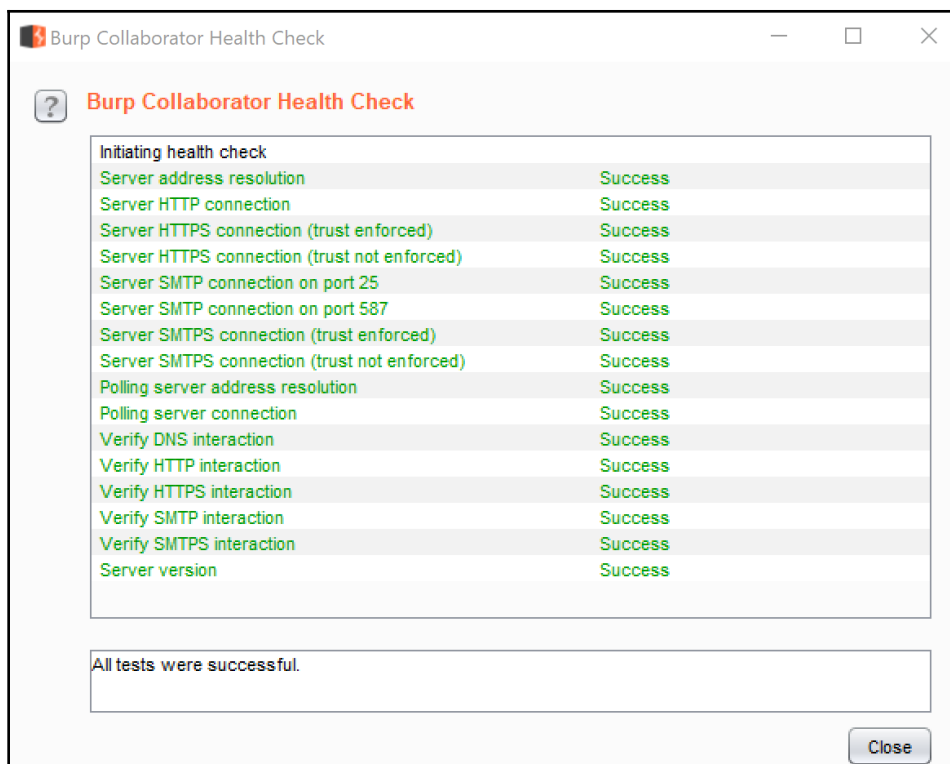 Burp Collaborator Health Check
? Burp Collaborator Health Check
Initiating health check
Server address resolution Success
Server HTTP connection Success
Server HTTPS connection (trust enforced) Success
Server HTTPS connection (trust not enforced) Success
Server SMTP connection on port 25 Success
Server SMTP connection on port 587 Success
Server SMTPS connection (trust enforced) Success
Server SMTPS connection (trust not enforced) Success
Polling server address resolution Success
Polling server connection Success
Verify DNS interaction Success
Verify HTTP interaction Success
Verify HTTPS interaction Success
Verify SMTP interaction Success
Verify SMTPS interaction Success
Server version Success
All tests were successful.
Close